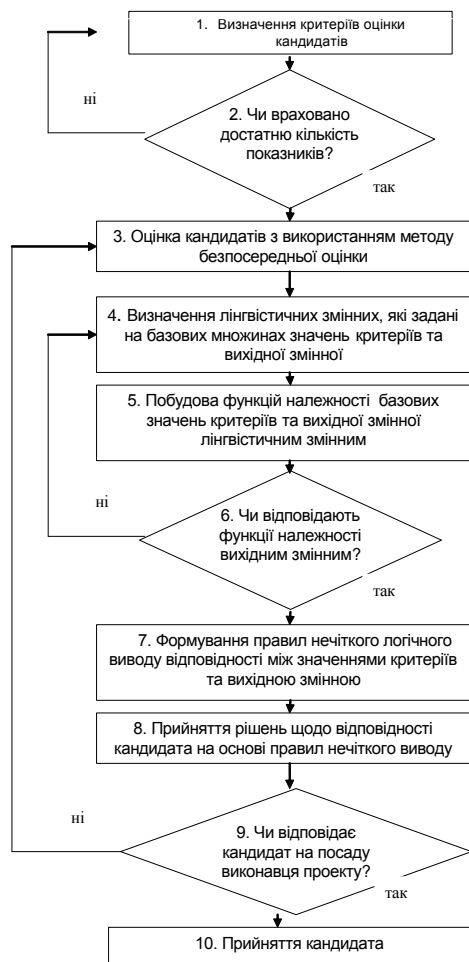 1. Визначення критеріїв оцінки
кандидатів
ні
2. Чи враховано
достатню кількість
показників?
так
3. Оцінка кандидатів з використанням методу
безпосередньої оцінки
4. Визначення лінгвістичних змінних, які задані
на базових множинах значень критеріїв та
вихідної змінної
5. Побудова функцій належності базових
значень критеріїв та вихідної змінної
лінгвістичним змінним
ні
6. Чи відповідають
функції належності
вихідним змінним?
так
7. Формування правил нечіткого логічного
виводу відповідності між значеннями критеріїв
та вихідною змінною
8. Прийняття рішень щодо відповідності
кандидата на основі правил нечіткого виводу
ні
9. Чи відповідає
кандидат на посаду
виконавця проекту?
так
10. Прийняття кандидата